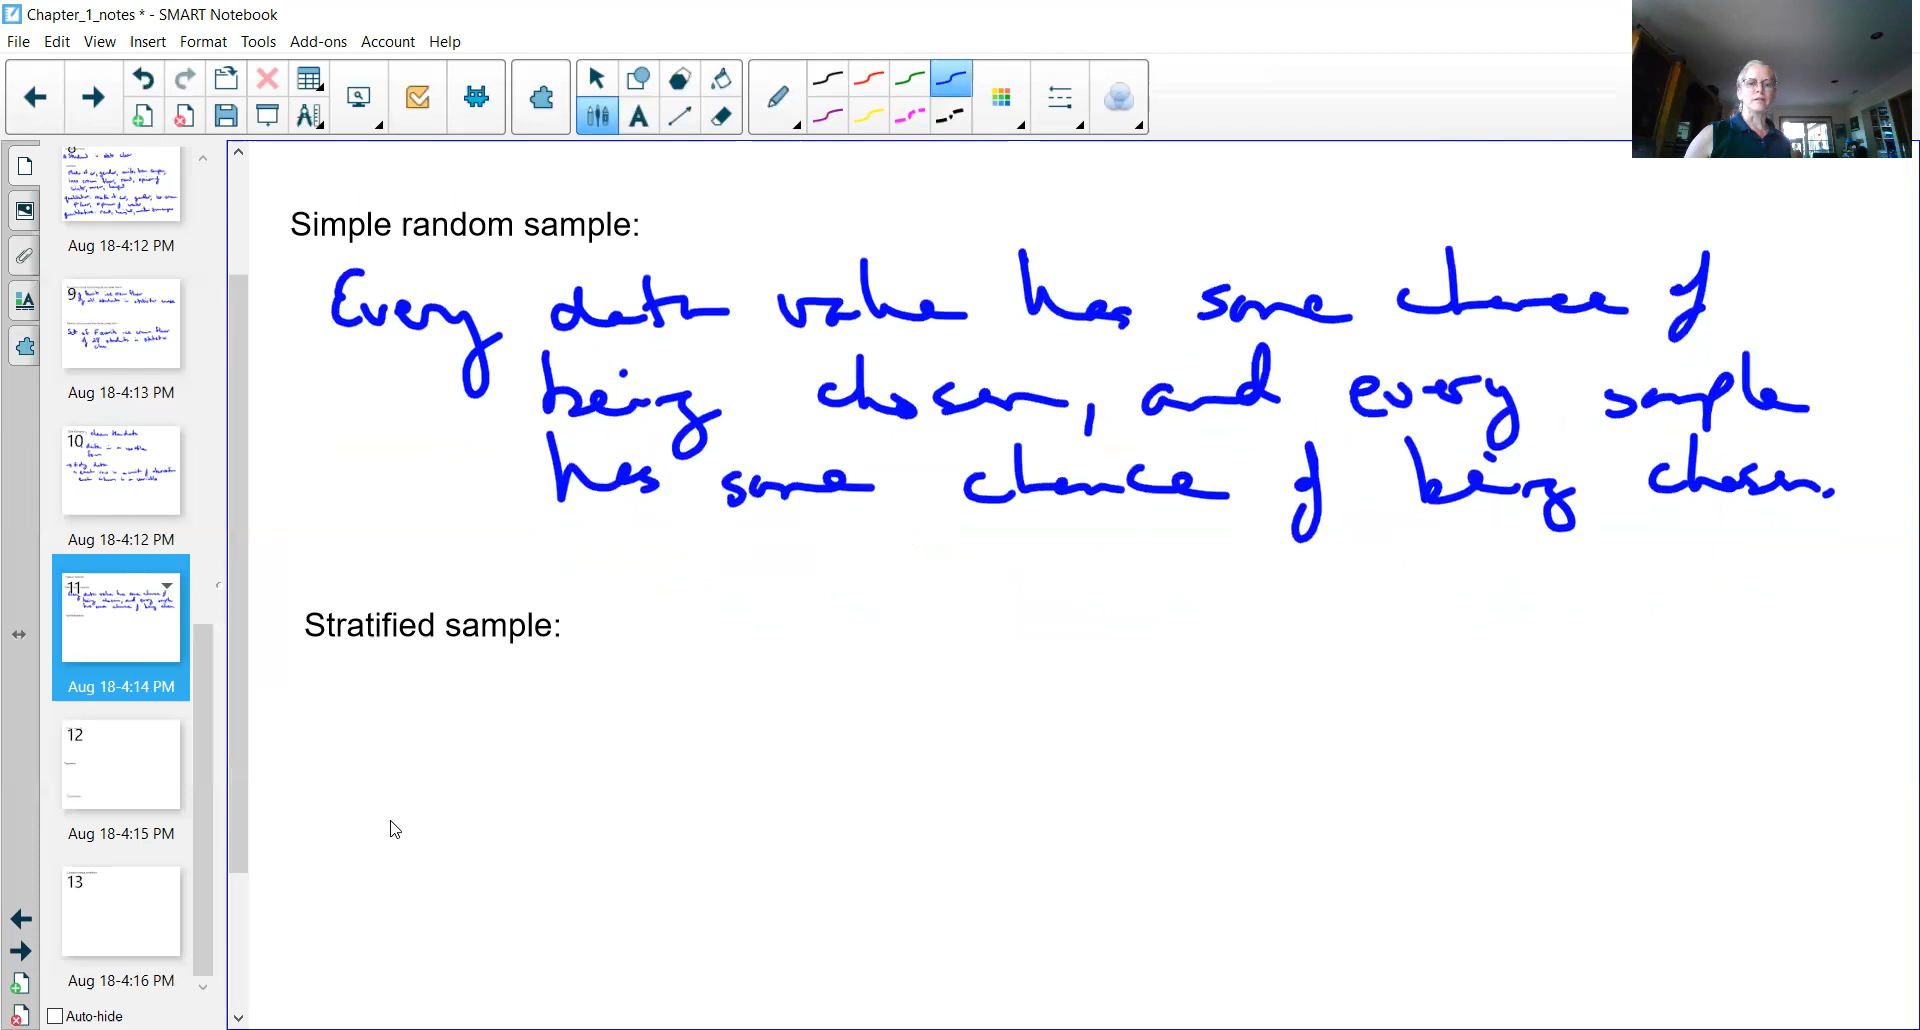 Chapter_1_notes * - SMART Notebook
File Edit View Insert Format Tools Add-ons Account Help
8
Aug 18-4:12 PM
9
Aug 18-4:13 PM
10
Aug 18-4:12 PM
11
Aug 18-4:14 PM
12
Aug 18-4:15 PM
13
Aug 18-4:16 PM
Auto-hide
Simple random sample:
Every data value has some chance of
being chosen, and every sample
has some chance of being chosen.
Stratified sample: